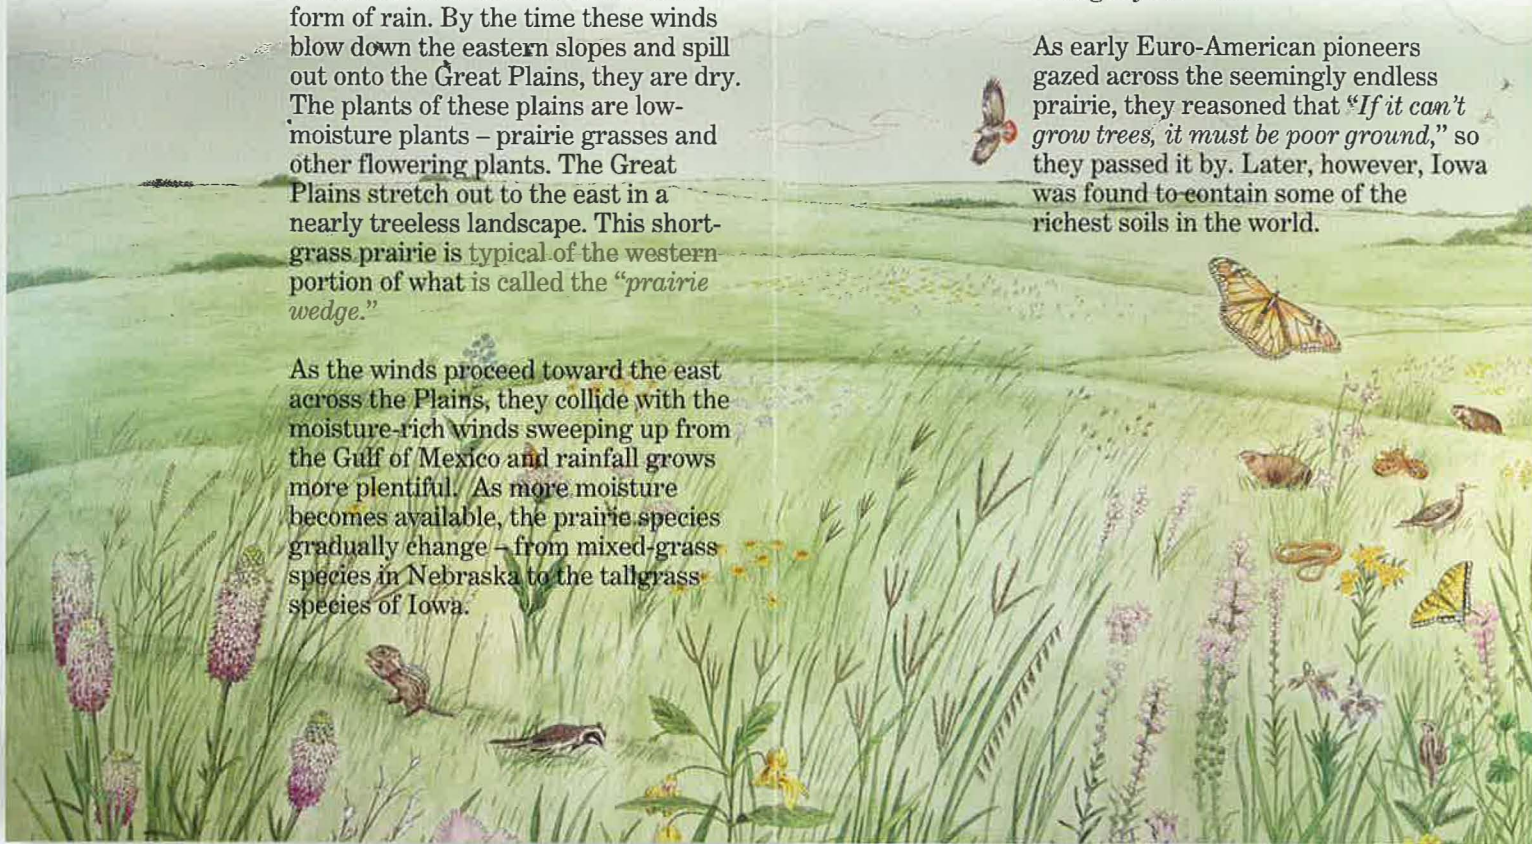 form of rain. By the time these winds
blow down the eastern slopes and spill
out onto the Great Plains, they are dry.
The plants of these plains are low-
moisture plants – prairie grasses and
other flowering plants. The Great
Plains stretch out to the east in a
nearly treeless landscape. This short-
grass prairie is typical of the western
portion of what is called the “prairie
wedge.”
As the winds proceed toward the east
across the Plains, they collide with the
moisture-rich winds sweeping up from
the Gulf of Mexico and rainfall grows
more plentiful. As more moisture
becomes available, the prairie species
gradually change – from mixed-grass
species in Nebraska to the tallgrass
species of Iowa.
As early Euro-American pioneers
gazed across the seemingly endless
prairie, they reasoned that “If it can’t
grow trees, it must be poor ground,” so
they passed it by. Later, however, Iowa
was found to contain some of the
richest soils in the world.